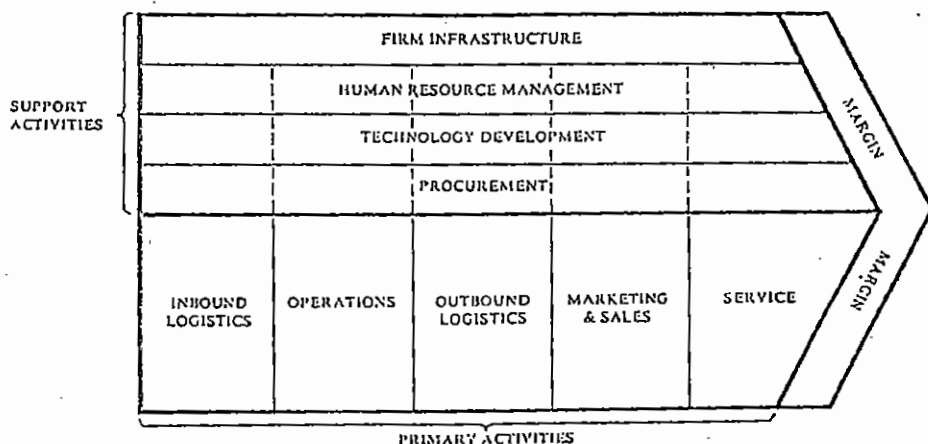 FIRM INFRASTRUCTURE
HUMAN RESOURCE MANAGEMENT
SUPPORT
ACTIVITIES
TECHNOLOGY DEVELOPMENT
PROCUREMENT
MARGIN
INBOUND
LOGISTICS
OPERATIONS
OUTBOUND
LOGISTICS
MARKETING
& SALES
SERVICE
MARGIN
PRIMARY ACTIVITIES